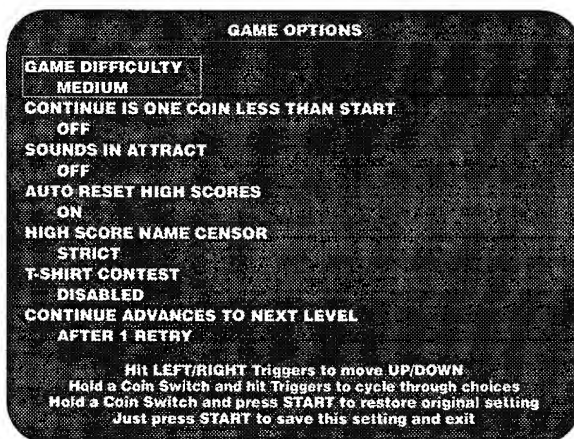 GAME OPTIONS
GAME DIFFICULTY
MEDIUM
CONTINUE IS ONE COIN LESS THAN START
OFF
SOUNDS IN ATTRACT
OFF
AUTO RESET HIGH SCORES
ON
HIGH SCORE NAME CENSOR
STRICT
T-SHIRT CONTEST
DISABLED
CONTINUE ADVANCES TO NEXT LEVEL
AFTER 1 RETRY
Hit LEFT/RIGHT Triggers to move UP/DOWN
Hold a Coin Switch and hit Triggers to cycle through choices
Hold a Coin Switch and press START to restore original setting
Just press START to save this setting and exit